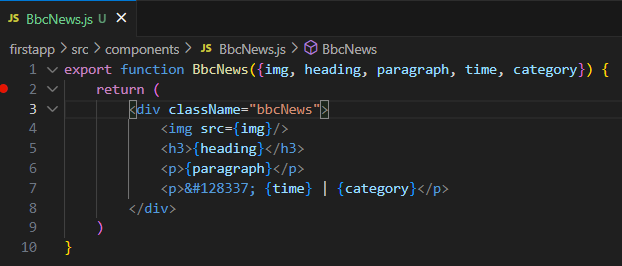 JS BbcNews.js U ×
firstapp > src > components > JS BbcNews.js > BbcNews
1 export function BbcNews({img, heading, paragraph, time, category}) {
2 return (
3 <div className="bbcNews">
4 <img src={img}/>
5 <h3>{heading}</h3>
6 <p>{paragraph}</p>
7 <p>&#128337; {time} | {category}</p>
8 </div>
9 )
10 }